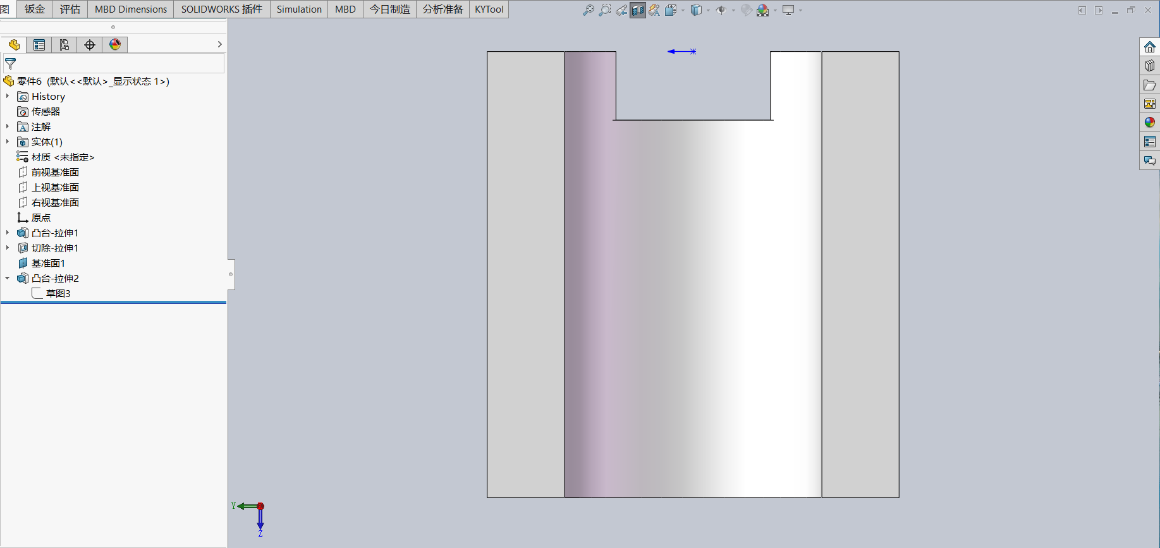 图 钣金 评估 MBD Dimensions SOLIDWORKS 插件 Simulation MBD 今日制造 分析准备 KYTool
零件6 (默认<<默认>_显示状态 1>)
History
传感器
注解
实体(1)
材质 <未指定>
前视基准面
上视基准面
右视基准面
原点
凸台-拉伸1
切除-拉伸1
基准面1
凸台-拉伸2
草图3
Y
Z